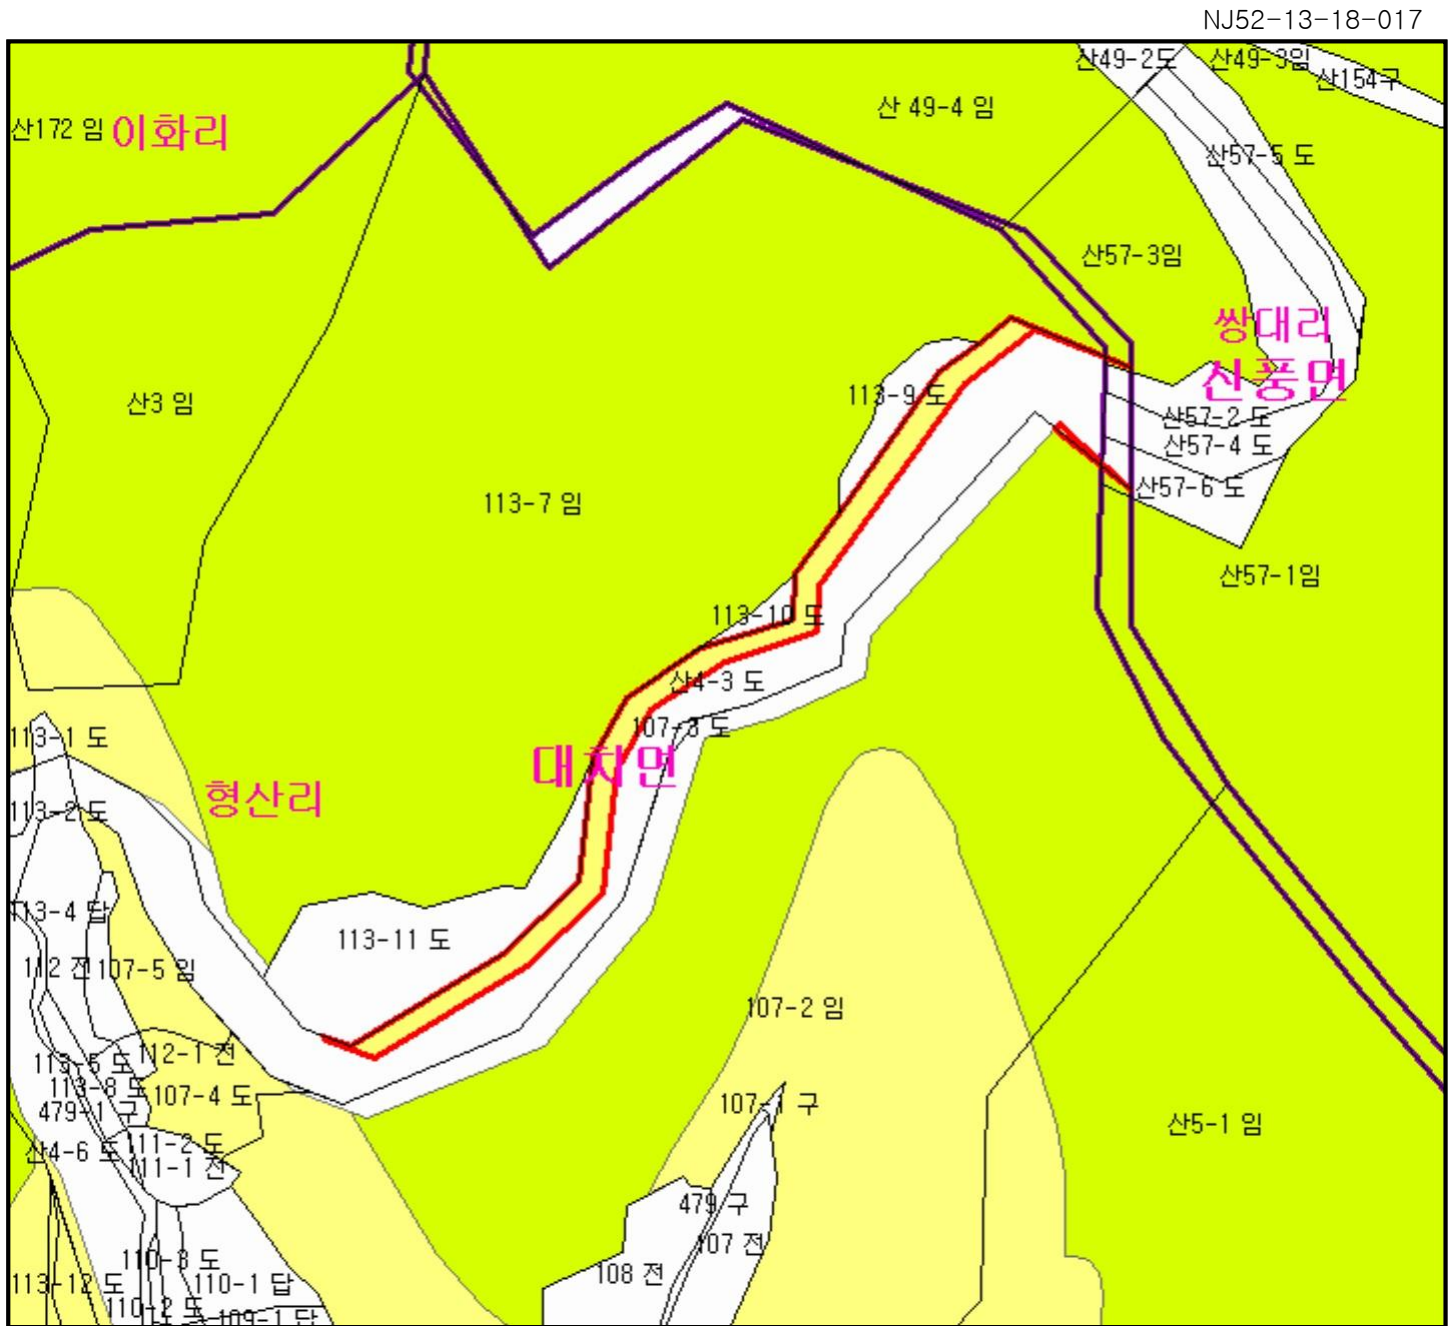 NJ52-13-18-017
산49-2도
산49-3임
산154구
산172 임
이화리
산 49-4 임
산57-5 도
산57-3임
쌍대리
신풍면
산3 임
113-9 도
산57-2 도
산57-4 도
산57-6 도
113-7 임
산57-1임
113-10 도
산4-3 도
107-3 도
대치면
113-1 도
형산리
113-2 도
113-4 답
113-11 도
112 전
107-5 임
107-2 임
112-1 전
113-5 도
113-8 도
107-4 도
479-1 구
107-1 구
산5-1 임
111-2 도
산4-6 도
111-1 전
479 구
107 전
110-3 도
108 전
113-12 도
110-1 답
110-2 도
109-1 답